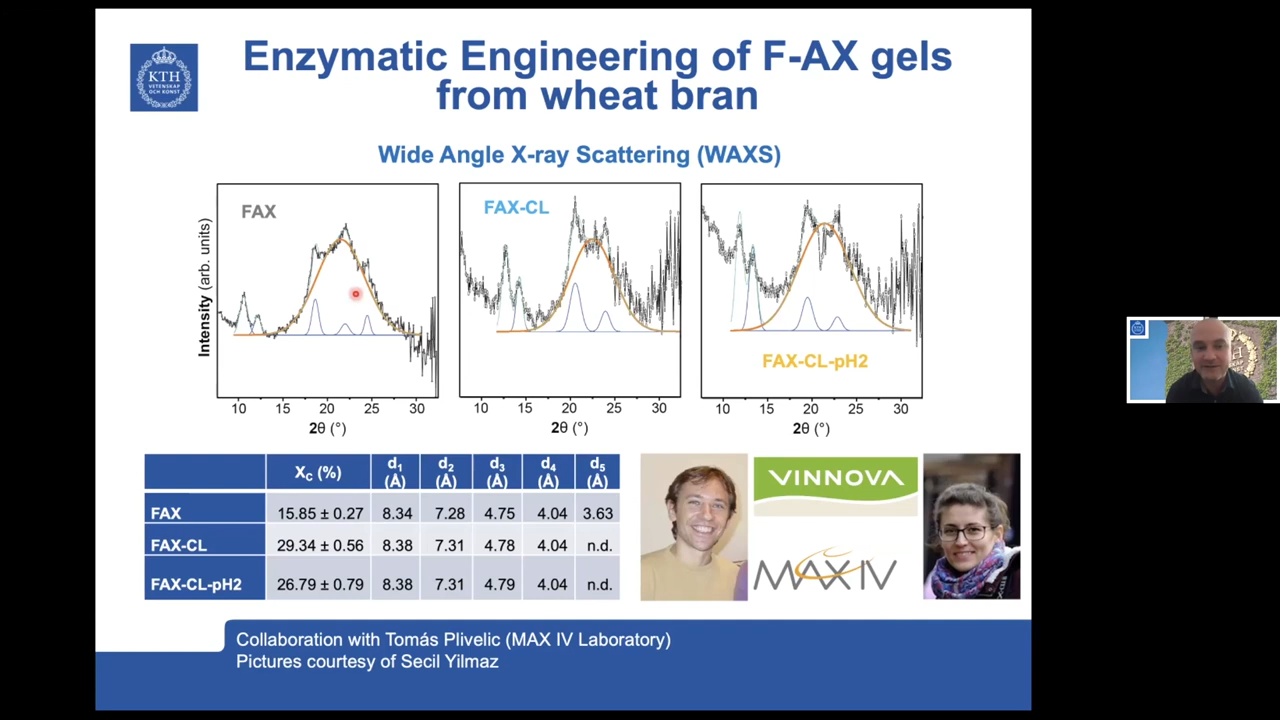 Enzymatic Engineering of F-AX gels
from wheat bran
KTH
VETENSKAP
OCH KONST
Wide Angle X-ray Scattering (WAXS)
Intensity (arb. units)
FAX
10 15 20 25 30
2θ (°)
FAX-CL
10 15 20 25 30
2θ (°)
FAX-CL-pH2
10 15 20 25 30
2θ (°)
Xc (%) d1 (Å) d2 (Å) d3 (Å) d4 (Å) d5 (Å)
FAX 15.85 ± 0.27 8.34 7.28 4.75 4.04 3.63
FAX-CL 29.34 ± 0.56 8.38 7.31 4.78 4.04 n.d.
FAX-CL-pH2 26.79 ± 0.79 8.38 7.31 4.79 4.04 n.d.
VINNOVA
MAX IV
Collaboration with Tomás Plivelic (MAX IV Laboratory)
Pictures courtesy of Secil Yilmaz